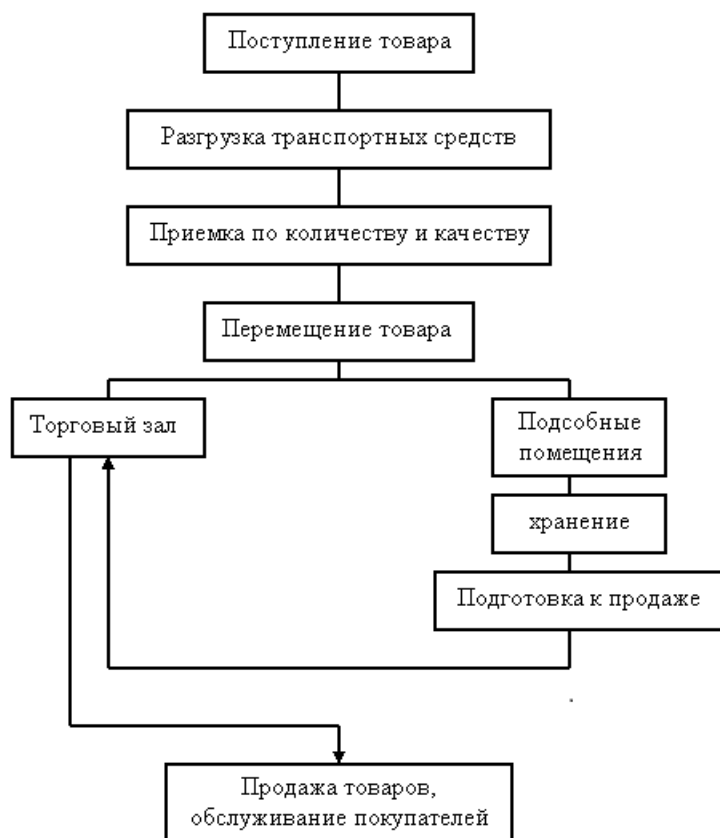 Поступление товара
Разгрузка транспортных средств
Приемка по количеству и качеству
Перемещение товара
Торговый зал
Подсобные
помещения
хранение
Подготовка к продаже
Продажа товаров,
обслуживание покупателей